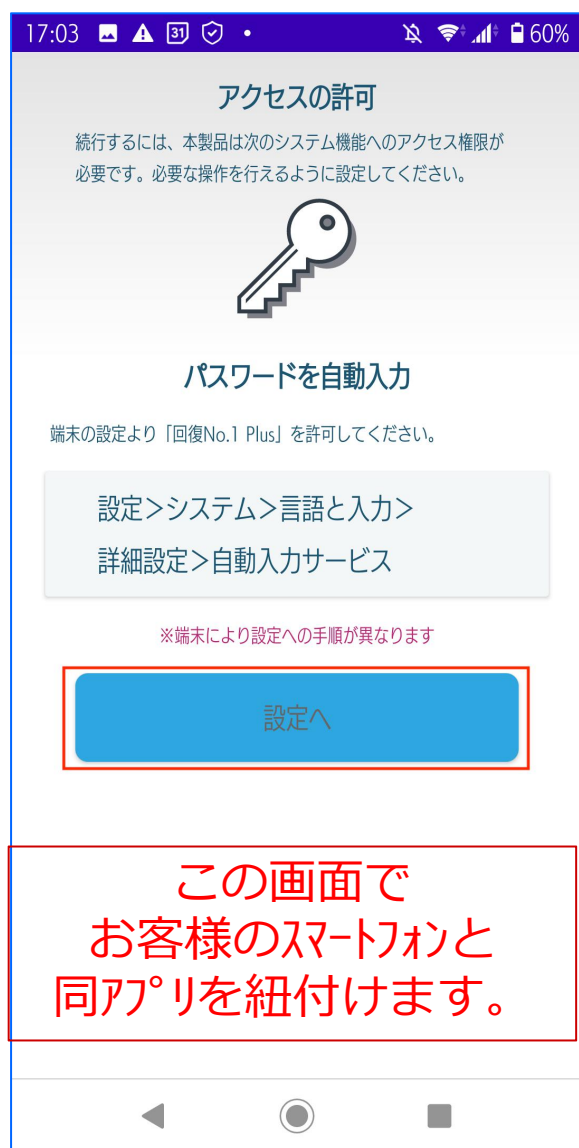 17:03
31
60%
アクセスの許可
続行するには、本製品は次のシステム機能へのアクセス権限が
必要です。必要な操作を行えるように設定してください。
パスワードを自動入力
端末の設定より「回復No.1 Plus」を許可してください。
設定＞システム＞言語と入力＞
詳細設定＞自動入力サービス
※端末により設定への手順が異なります
設定へ
この画面で
お客様のｽﾏｰﾄﾌｫﾝと
同ｱﾌﾟﾘを紐付けます。